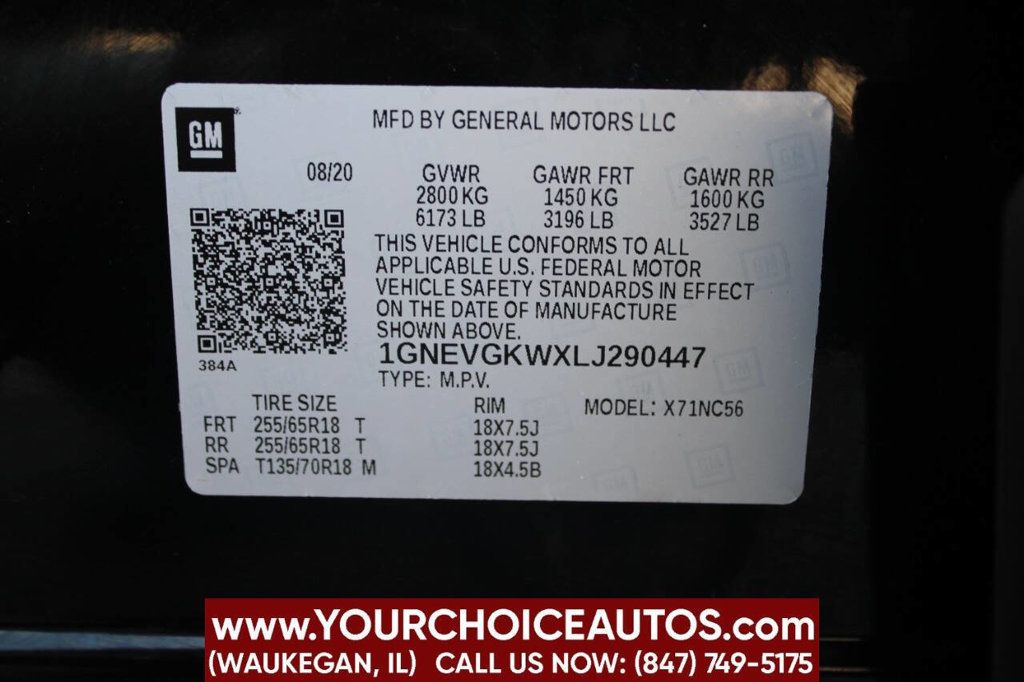 GM
MFD BY GENERAL MOTORS LLC
08/20 GVWR GAWR FRT GAWR RR
2800 KG 1450 KG 1600 KG
6173 LB 3196 LB 3527 LB
THIS VEHICLE CONFORMS TO ALL
APPLICABLE U.S. FEDERAL MOTOR
VEHICLE SAFETY STANDARDS IN EFFECT
ON THE DATE OF MANUFACTURE
SHOWN ABOVE.
384A
1GNEVGKWXLJ290447
TYPE: M.P.V.
TIRE SIZE RIM MODEL: X71NC56
FRT 255/65R18 T 18X7.5J
RR 255/65R18 T 18X7.5J
SPA T135/70R18 M 18X4.5B
www.YOURCHOICEAUTOS.com
(WAUKEGAN, IL) CALL US NOW: (847) 749-5175